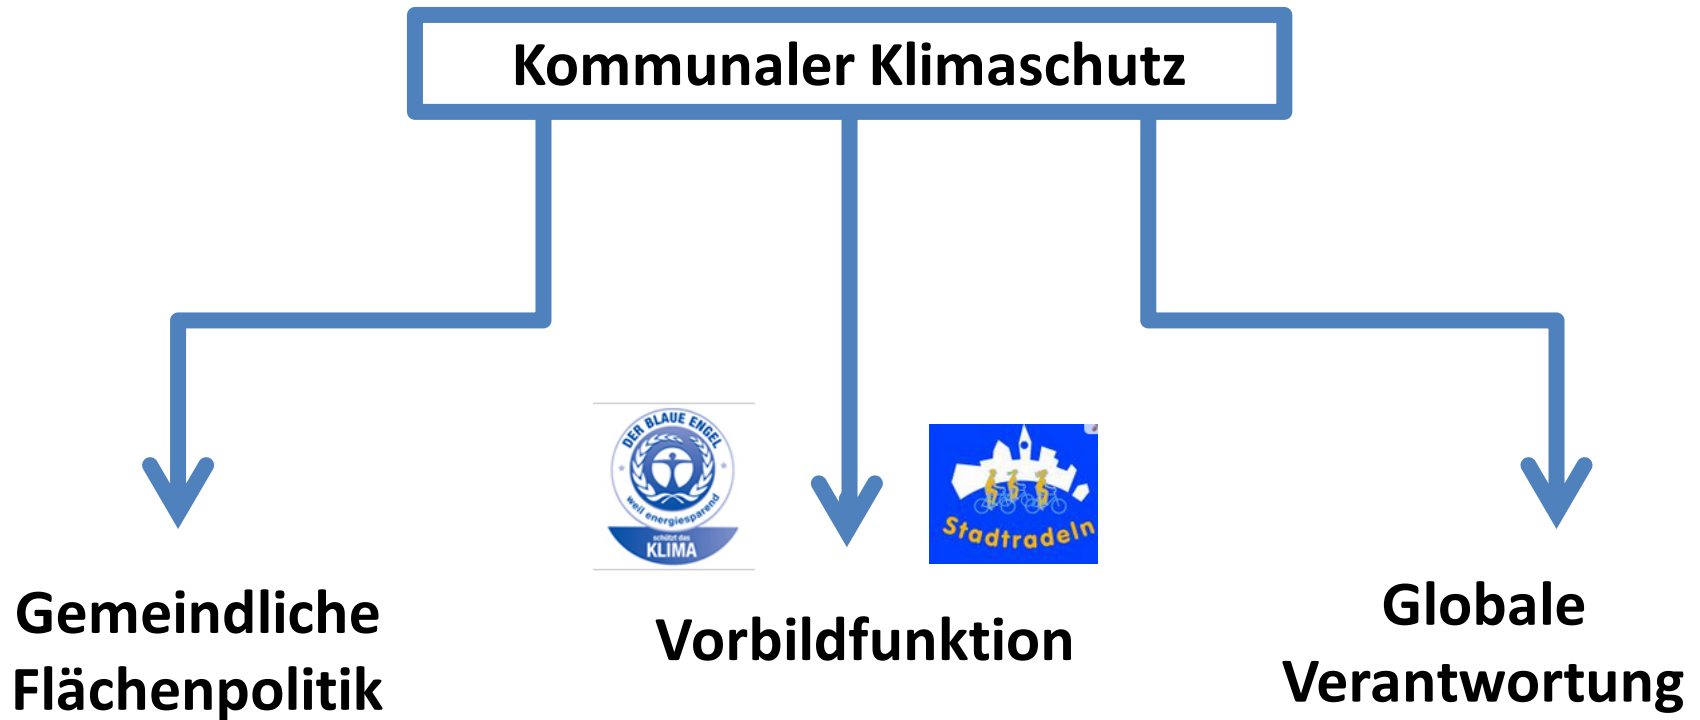 Kommunaler Klimaschutz
DER BLAUE ENGEL
weil energiesparend
schützt das
KLIMA
Stadtradeln
Gemeindliche
Flächenpolitik
Vorbildfunktion
Globale
Verantwortung